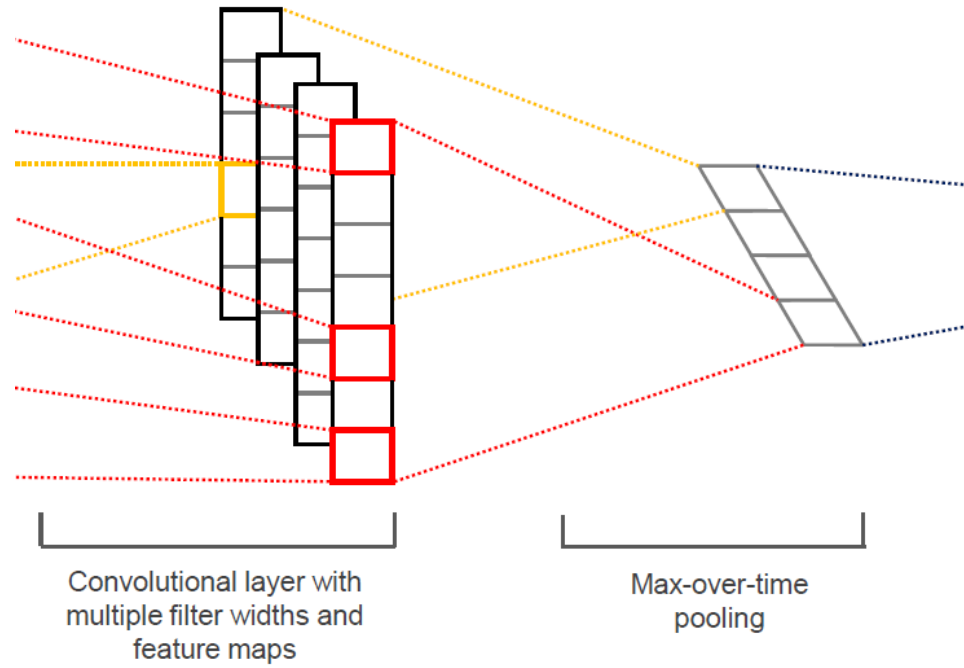 Convolutional layer with
multiple filter widths and
feature maps
Max-over-time
pooling